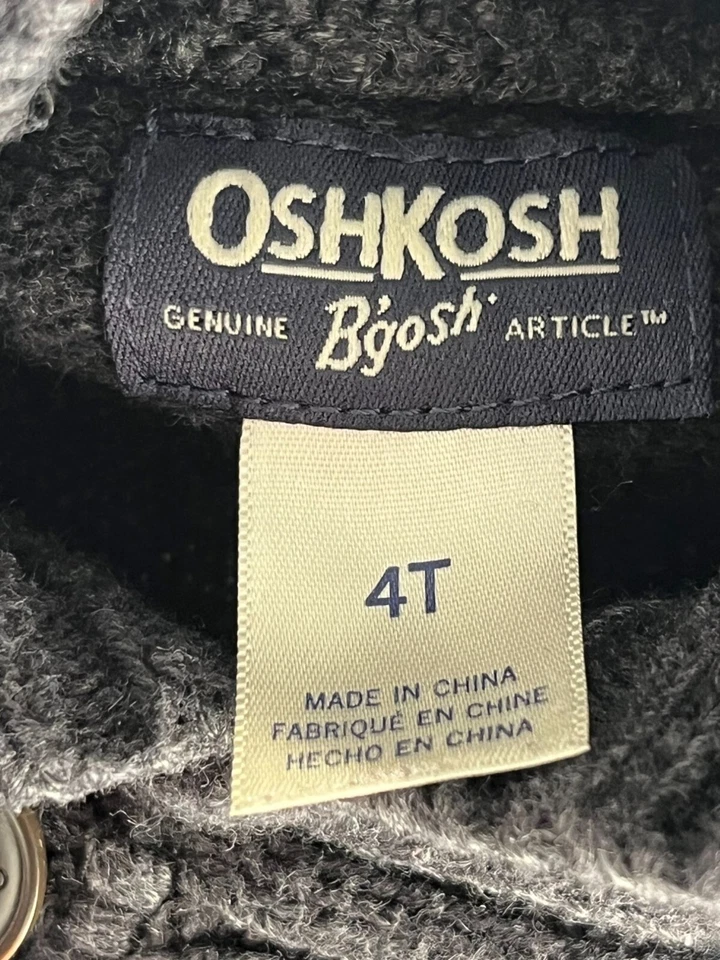 OSHKOSH
GENUINE B'gosh ARTICLE™
4T
MADE IN CHINA
FABRIQUÉ EN CHINE
HECHO EN CHINA